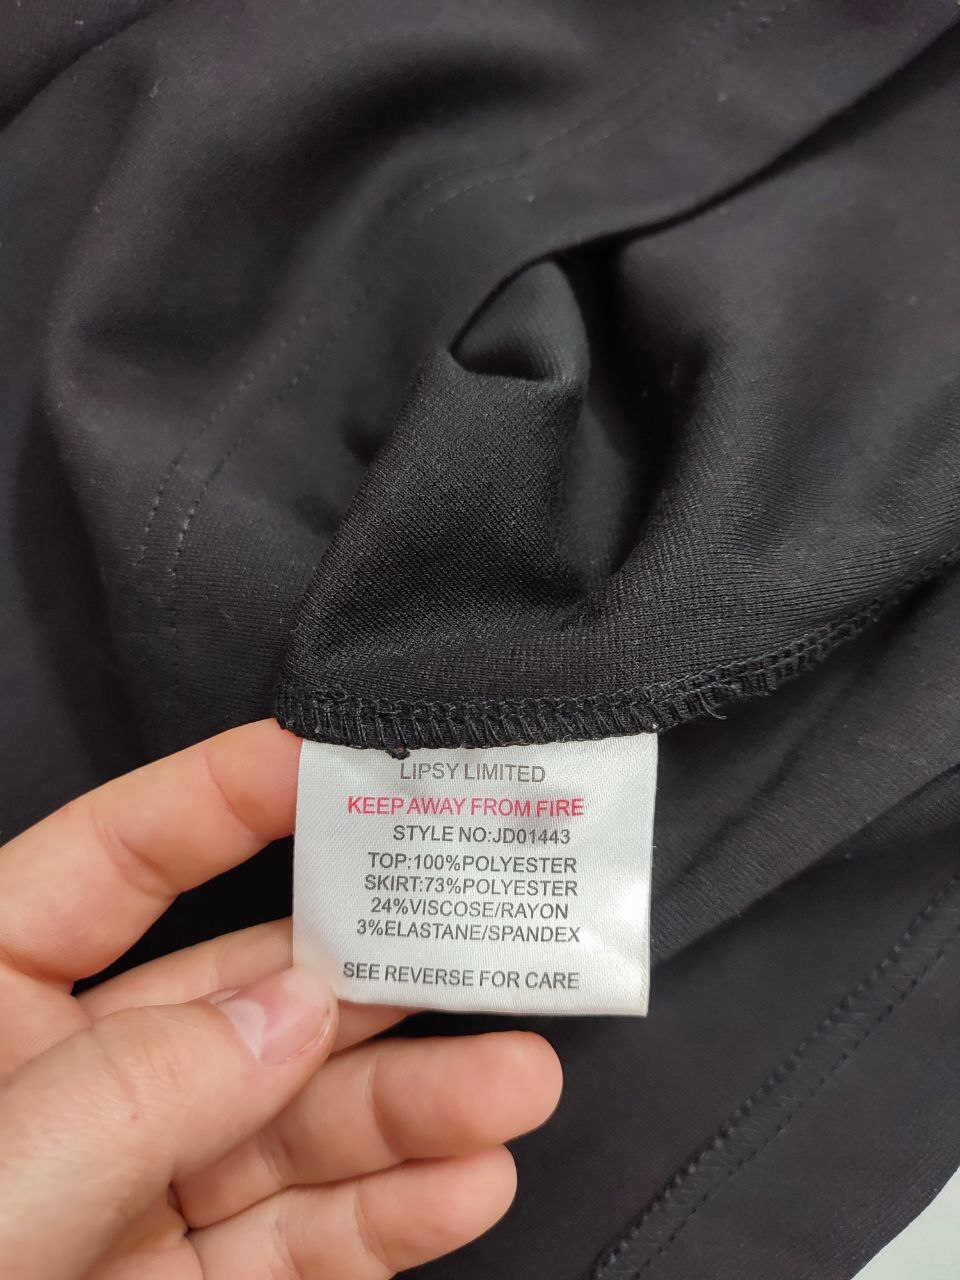 LIPSY LIMITED
KEEP AWAY FROM FIRE
STYLE NO:JD01443
TOP:100%POLYESTER
SKIRT:73%POLYESTER
24%VISCOSE/RAYON
3%ELASTANE/SPANDEX
SEE REVERSE FOR CARE